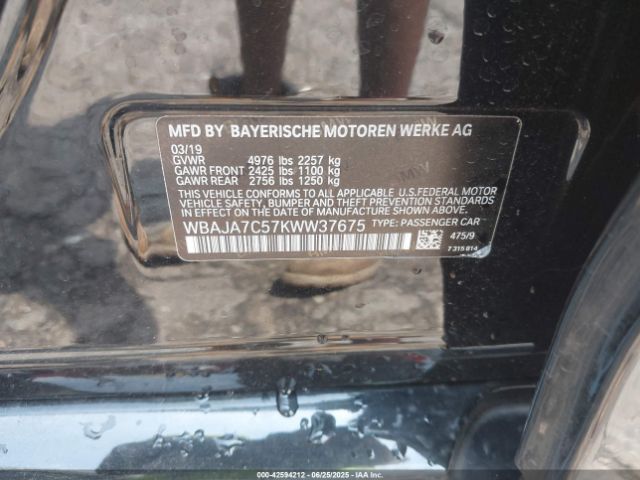 MFD BY BAYERISCHE MOTOREN WERKE AG
03/19
GVWR 4976 lbs 2257 kg
GAWR FRONT 2425 lbs 1100 kg
GAWR REAR 2756 lbs 1250 kg
THIS VEHICLE CONFORMS TO ALL APPLICABLE U.S.FEDERAL MOTOR
VEHICLE SAFETY, BUMPER, AND THEFT PREVENTION
STANDARDS IN EFFECT ON THE DATE OF MANUFACTURE SHOWN ABOVE.
WBAJA7C57KWW37675 TYPE: PASSENGER CAR
475/9
7 315 814
000-42594212 - 06/25/2025 - IAA Inc.